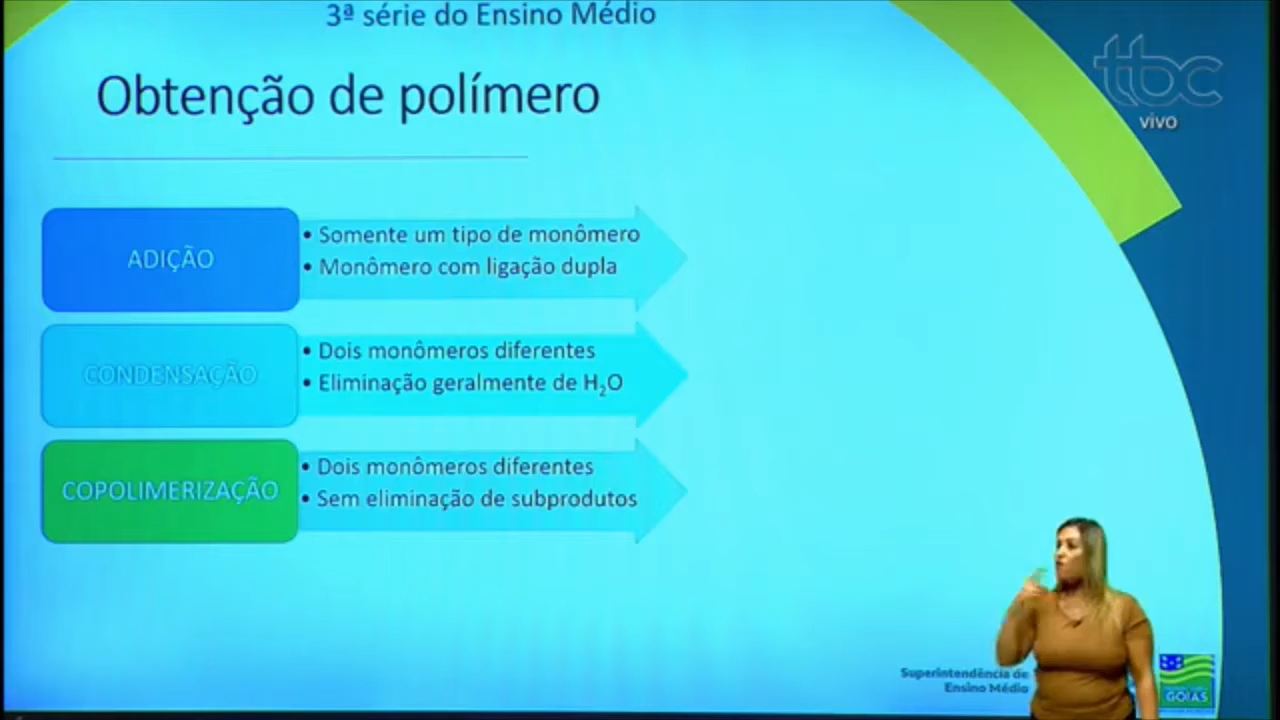 3ª série do Ensino Médio
ttbc
vivo
Obtenção de polímero
ADIÇÃO
• Somente um tipo de monômero
• Monômero com ligação dupla
CONDENSAÇÃO
• Dois monômeros diferentes
• Eliminação geralmente de H₂O
COPOLIMERIZAÇÃO
• Dois monômeros diferentes
• Sem eliminação de subprodutos
Superintendência de
Ensino Médio
GOIÁS